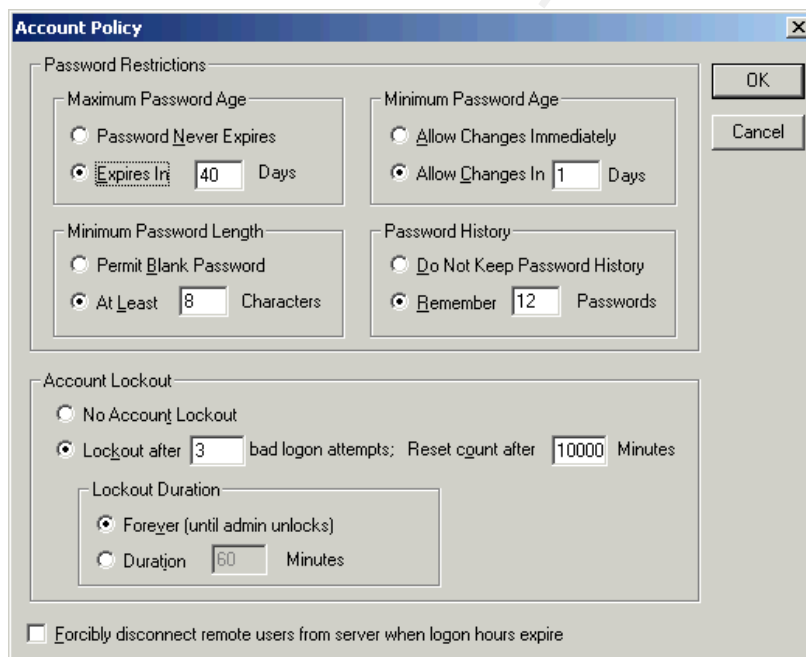 Account Policy
Password Restrictions
OK
Cancel
Maximum Password Age
Password Never Expires
Expires In 40 Days
Minimum Password Age
Allow Changes Immediately
Allow Changes In 1 Days
Minimum Password Length
Permit Blank Password
At Least 8 Characters
Password History
Do Not Keep Password History
Remember 12 Passwords
Account Lockout
No Account Lockout
Lockout after 3 bad logon attempts; Reset count after 10000 Minutes
Lockout Duration
Forever (until admin unlocks)
Duration 60 Minutes
Forcibly disconnect remote users from server when logon hours expire